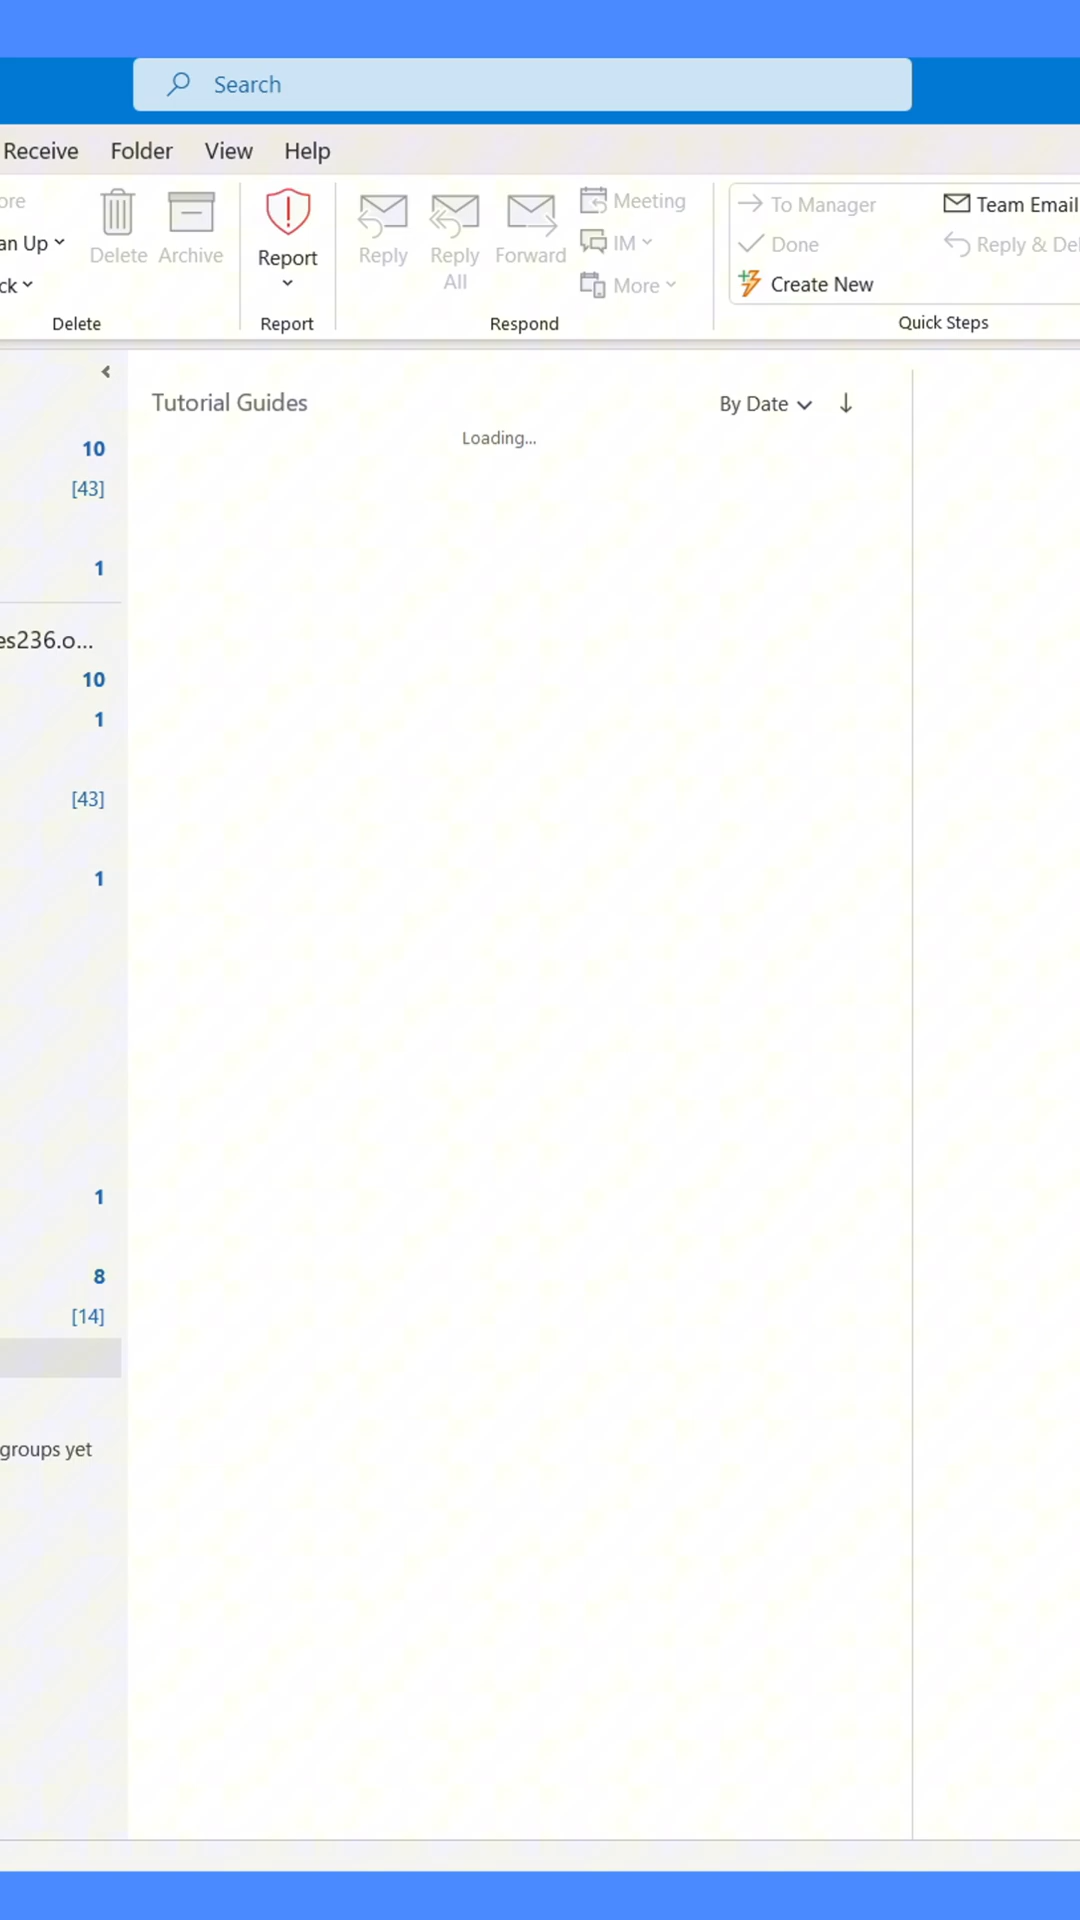 Search
Receive Folder View Help
ore
an Up
ck
Delete Archive
Delete
Report
Report
Reply Reply All Forward
Meeting
IM
More
Respond
To Manager
Done
Create New
Team Email
Reply & Del
Quick Steps
10
[43]
1
es236.o...
10
1
[43]
1
1
8
[14]
groups yet
Tutorial Guides
By Date
Loading...